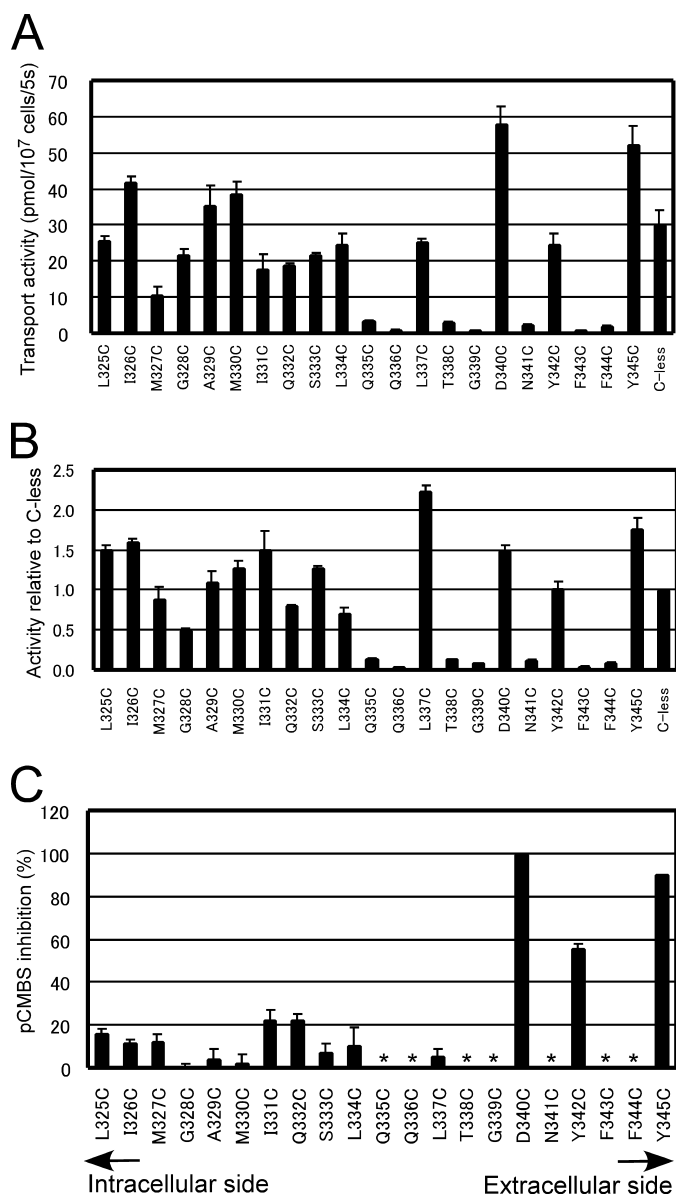 A
Transport activity (pmol/10⁷ cells/5s)
70
60
50
40
30
20
10
0
L325C I326C M327C G328C A329C M330C I331C Q332C S333C L334C Q335C Q336C L337C T338C G339C D340C N341C Y342C F343C F344C Y345C C-less
B
Activity relative to C-less
2.5
2.0
1.5
1.0
0.5
0.0
L325C I326C M327C G328C A329C M330C I331C Q332C S333C L334C Q335C Q336C L337C T338C G339C D340C N341C Y342C F343C F344C Y345C C-less
C
pCMBS inhibition (%)
120
100
80
60
40
20
0
* * * * * * *
L325C I326C M327C G328C A329C M330C I331C Q332C S333C L334C Q335C Q336C L337C T338C G339C D340C N341C Y342C F343C F344C Y345C
Intracellular side Extracellular side